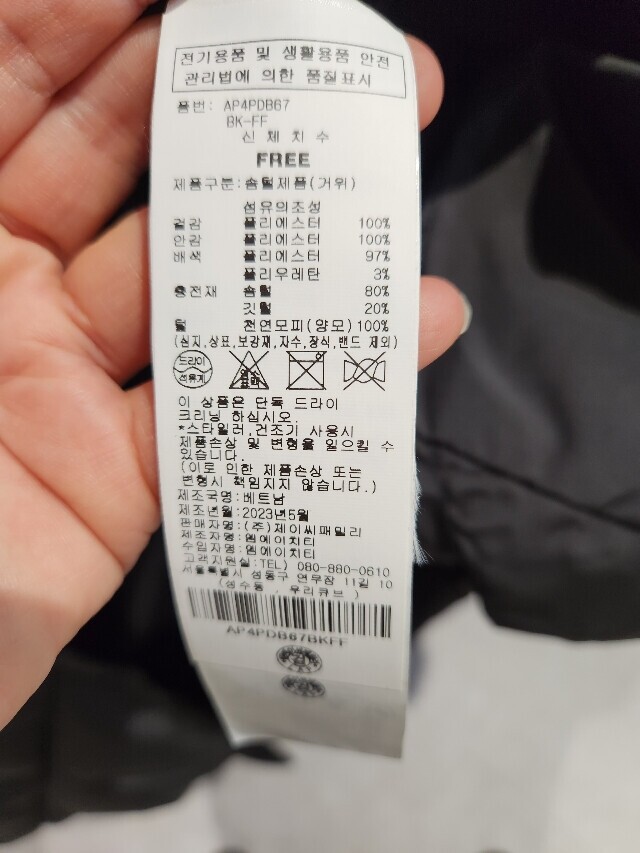 전기용품 및 생활용품 안전
관리법에 의한 품질표시
품번: AP4PDB67
BK-FF
신체치수
FREE
제품구분:솜털제품(거위)
섬유의조성
겉감 폴리에스터 100%
안감 폴리에스터 100%
배색 폴리에스터 97%
폴리우레탄 3%
충전재 솜털 80%
깃털 20%
털 천연모피(양모)100%
(심지,상표,보강재,자수,장식,밴드 제외)
드라이
석유계
염소
표백
이 상품은 단독 드라이
크리닝 하십시오.
*스타일러,건조기 사용시
제품손상 및 변형을 일으킬 수
있습니다.
(이로 인한 제품손상 또는
변형시 책임지지 않습니다.)
제조국명:베트남
제조년월:2023년5월
판매자명:(주)제이씨패밀리
제조자명:원에이치티
수입자명:원에이치티
고객지원실:TEL) 080-880-0610
서울특별시 성동구 연무장 11길 10
(성수동 , 우리큐브 )
AP4PDB67BKFF